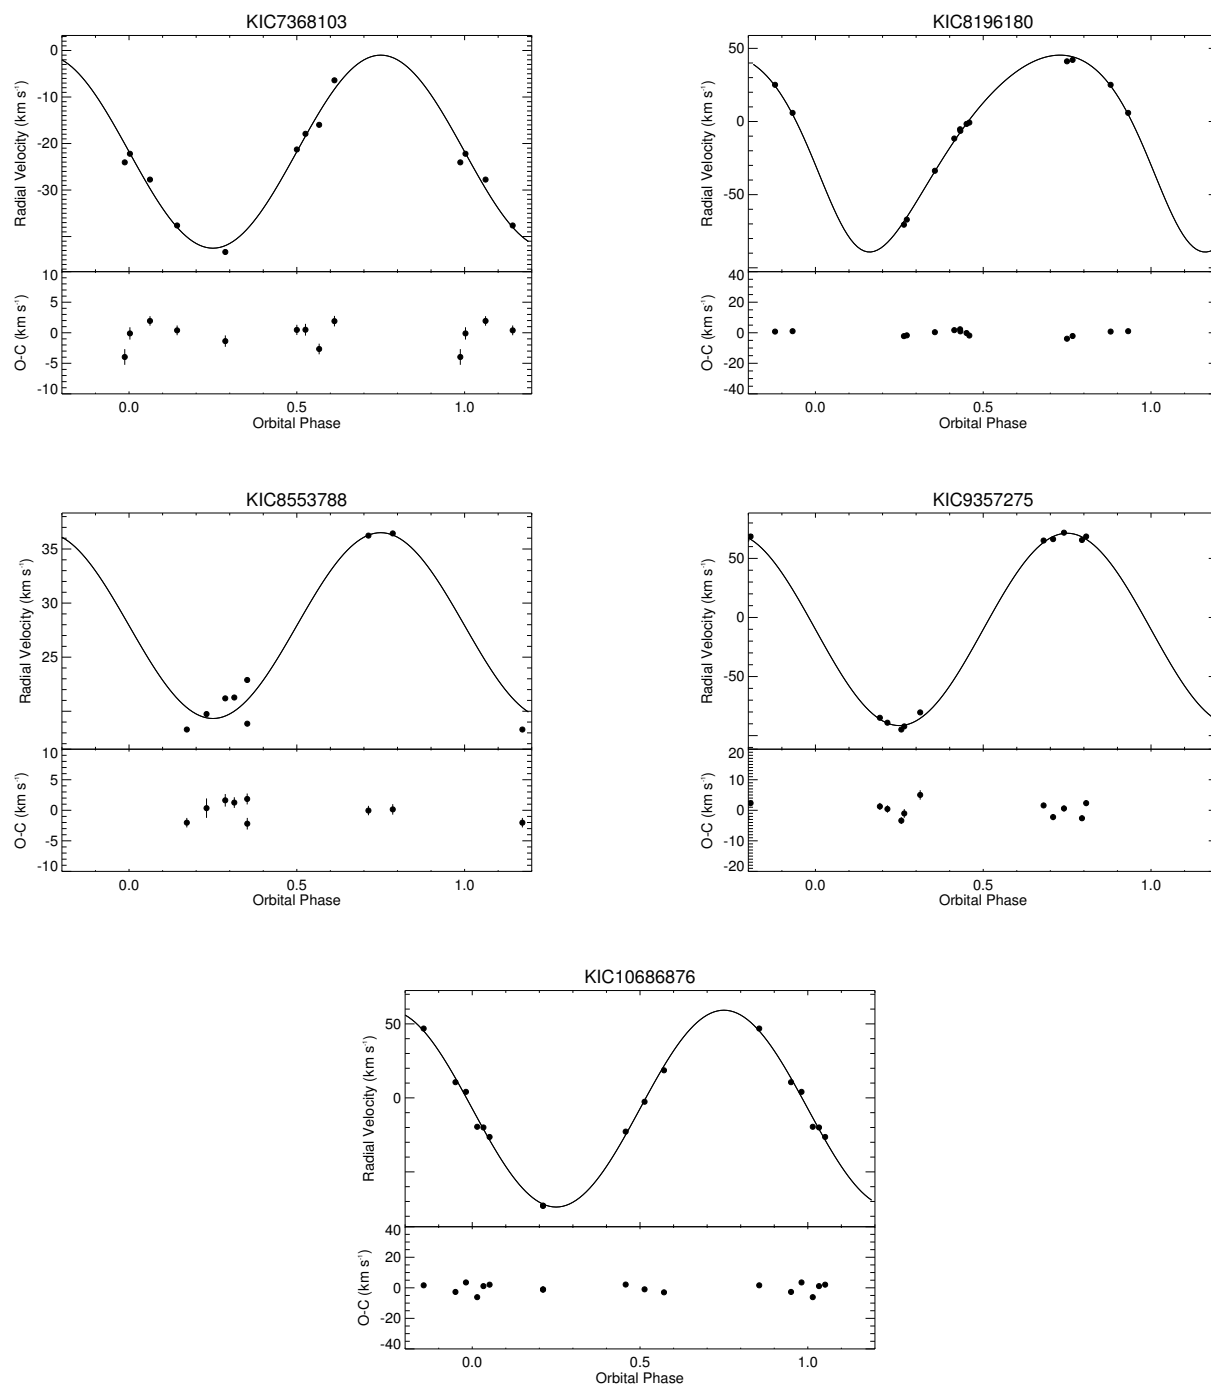 KIC7368103
0
-10
-20
-30
Radial Velocity (km s⁻¹)
10
5
0
-5
-10
O-C (km s⁻¹)
0.0 0.5 1.0
Orbital Phase
KIC8196180
50
0
-50
Radial Velocity (km s⁻¹)
40
20
0
-20
-40
O-C (km s⁻¹)
0.0 0.5 1.0
Orbital Phase
KIC8553788
35
30
25
Radial Velocity (km s⁻¹)
10
5
0
-5
-10
O-C (km s⁻¹)
0.0 0.5 1.0
Orbital Phase
KIC9357275
50
0
-50
Radial Velocity (km s⁻¹)
20
10
0
-10
-20
O-C (km s⁻¹)
0.0 0.5 1.0
Orbital Phase
KIC10686876
50
0
Radial Velocity (km s⁻¹)
40
20
0
-20
-40
O-C (km s⁻¹)
0.0 0.5 1.0
Orbital Phase